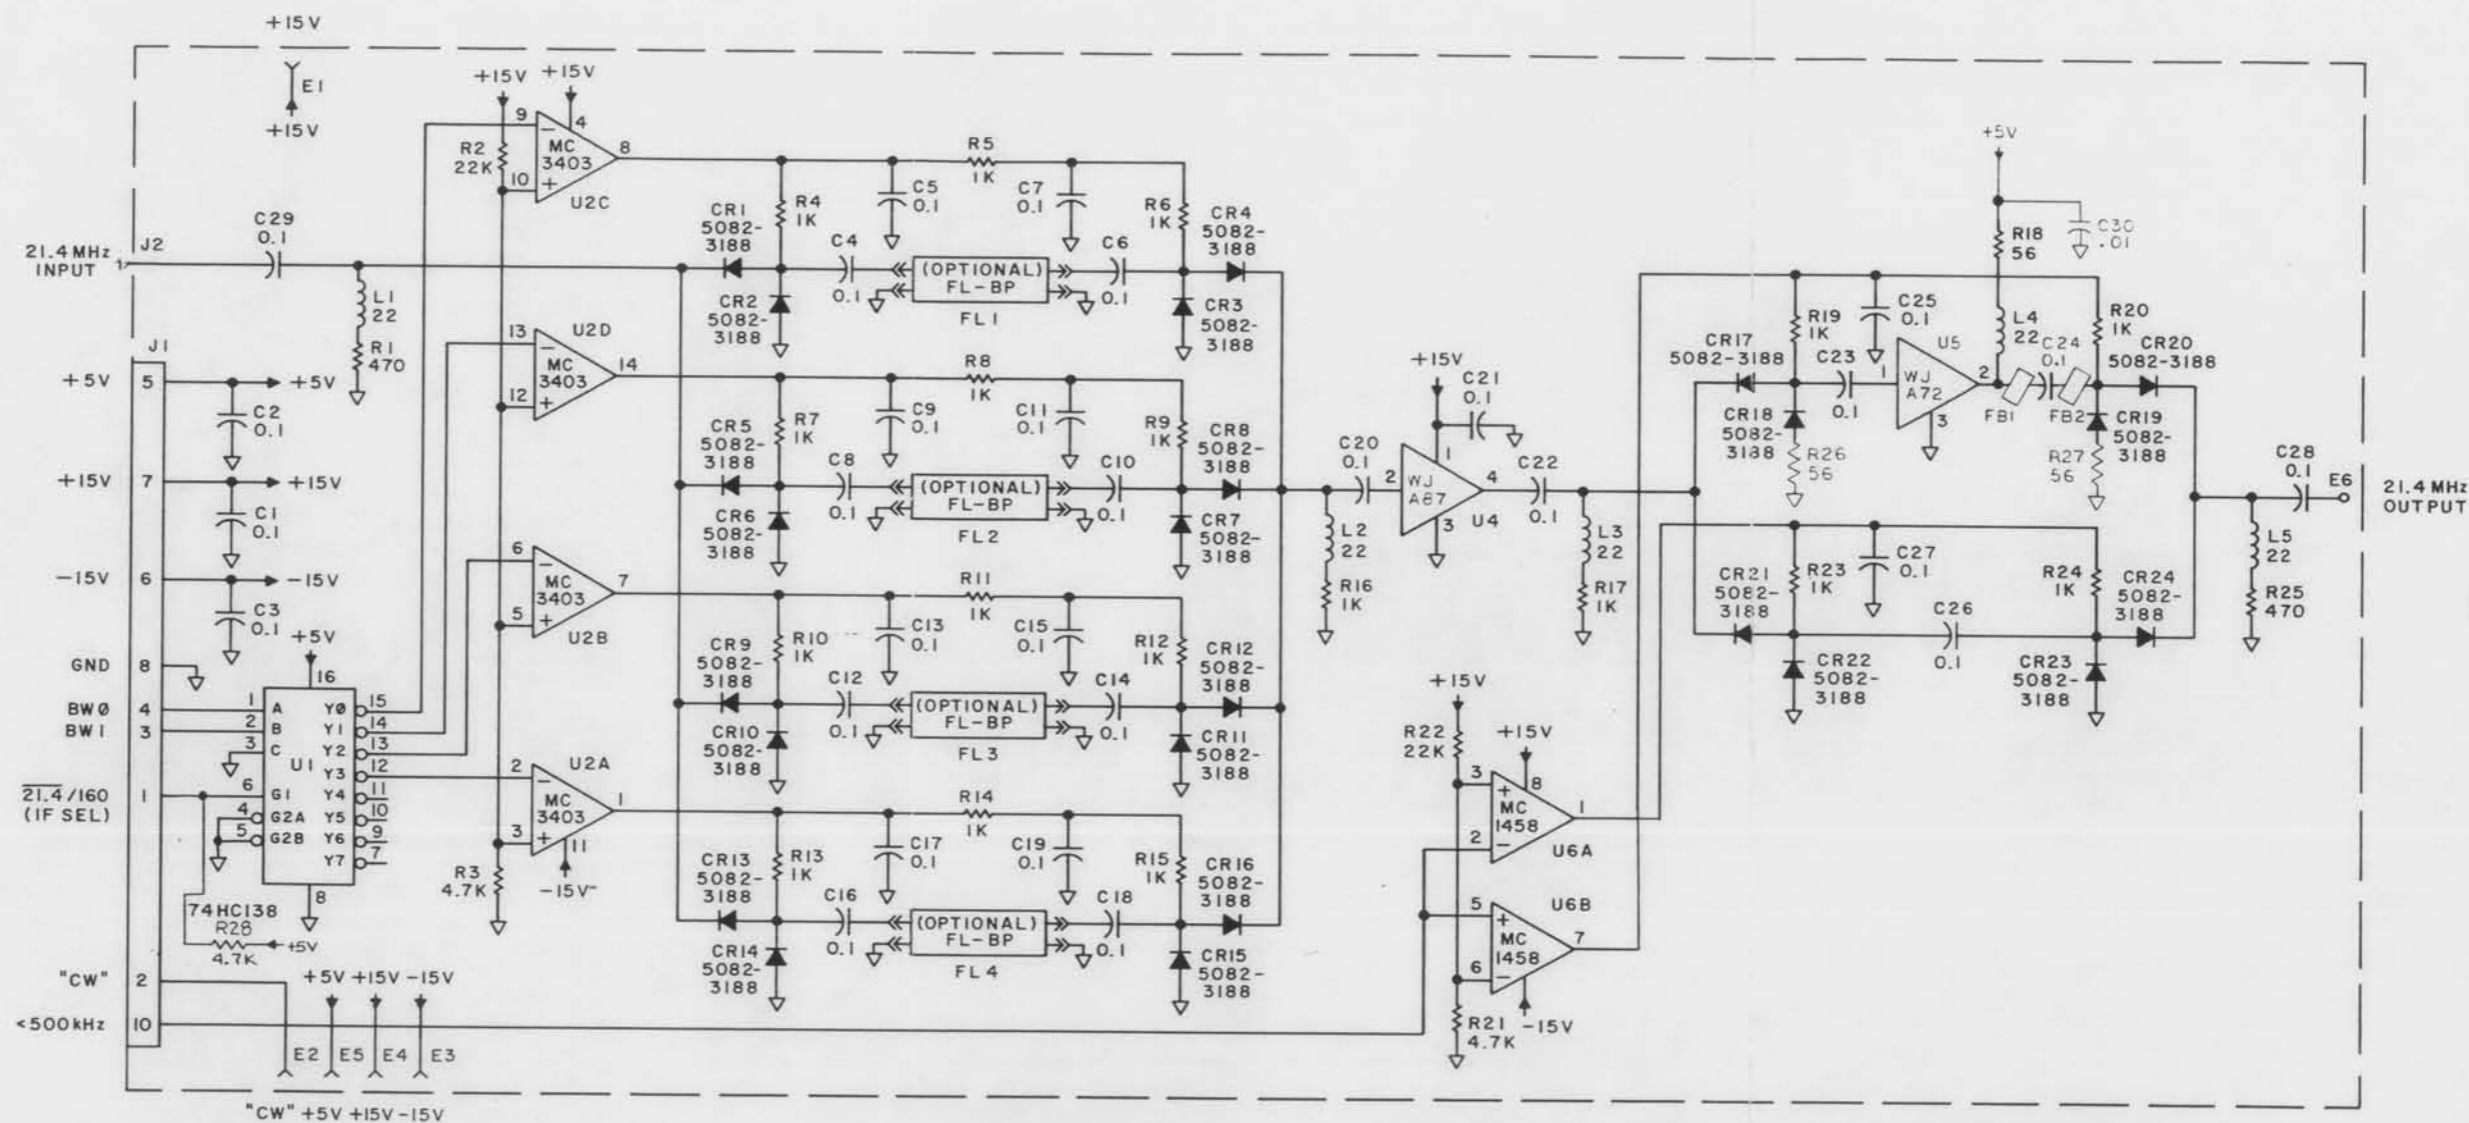 +15V
E1
+15V
+15V
+15V
9
4
8
10
MC
3403
U2C
R2
22K
R5
1K
C5
0.1
C7
0.1
R4
1K
R6
1K
CR1
5082-
3188
CR4
5082-
3188
C29
0.1
J2
21.4 MHz
INPUT
1
L1
22
R1
470
C4
0.1
(OPTIONAL)
FL-BP
FL1
C6
0.1
CR2
5082-
3188
CR3
5082-
3188
J1
+5V
5
+5V
C2
0.1
+15V
7
+15V
C1
0.1
-15V
6
-15V
C3
0.1
GND
8
BWØ
4
BW1
3
21.4/160
(IF SEL)
1
"CW"
2
<500kHz
10
+5V
16
1
A
2
B
3
C
U1
6
G1
4
G2A
5
G2B
YØ
15
Y1
14
Y2
13
Y3
12
Y4
11
Y5
10
Y6
9
Y7
7
8
74HC138
R28
4.7K
+5V
+5V +15V -15V
E2
E5
E4
E3
"CW" +5V +15V -15V
13
U2D
MC
3403
14
12
R8
1K
R7
1K
C9
0.1
C11
0.1
R9
1K
CR5
5082-
3188
CR8
5082-
3188
C8
0.1
(OPTIONAL)
FL-BP
FL2
C10
0.1
CR6
5082-
3188
CR7
5082-
3188
6
MC
3403
7
5
U2B
R11
1K
R10
1K
C13
0.1
C15
0.1
R12
1K
CR9
5082-
3188
CR12
5082-
3188
C12
0.1
(OPTIONAL)
FL-BP
FL3
C14
0.1
CR10
5082-
3188
CR11
5082-
3188
2
U2A
MC
3403
1
3
11
-15V
R3
4.7K
R14
1K
R13
1K
C17
0.1
C19
0.1
R15
1K
CR13
5082-
3188
CR16
5082-
3188
C16
0.1
(OPTIONAL)
FL-BP
FL4
C18
0.1
CR14
5082-
3188
CR15
5082-
3188
+15V
C21
0.1
C20
0.1
1
2
WJ
A87
4
3
U4
C22
0.1
L2
22
R16
1K
L3
22
R17
1K
+15V
R22
22K
+15V
3
8
MC
1458
1
2
U6A
5
U6B
MC
1458
7
6
-15V
R21
4.7K
+5V
C30
.01
R18
56
L4
22
R19
1K
C25
0.1
R20
1K
CR17
5082-3188
C23
0.1
U5
1
WJ
A72
2
3
FB1
C24
0.1
FB2
CR20
5082-3188
CR18
5082-
3188
R26
56
R27
56
CR19
5082-
3188
C28
0.1
E6
21.4 MHz
OUTPUT
L5
22
R25
470
C27
0.1
CR21
5082-
3188
R23
1K
R24
1K
CR24
5082-
3188
C26
0.1
CR22
5082-
3188
CR23
5082-
3188